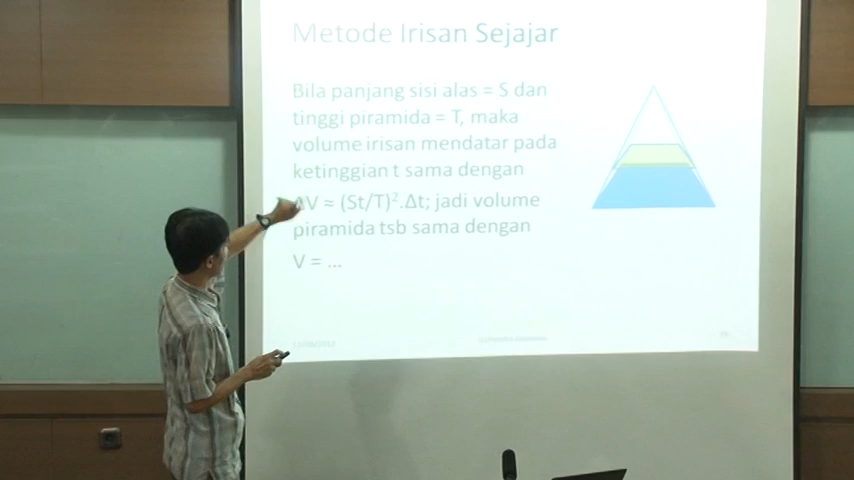 Metode Irisan Sejajar
Bila panjang sisi alas = S dan
tinggi piramida = T, maka
volume irisan mendatar pada
ketinggian t sama dengan
ΔV ≈ (St/T)².Δt; jadi volume
piramida tsb sama dengan
V = ...